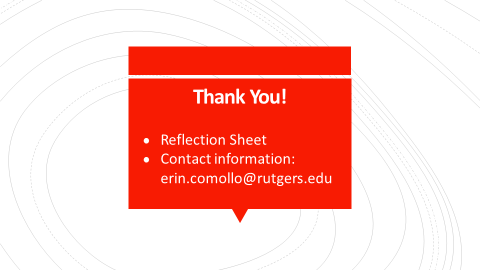 Thank You!
• Reflection Sheet
• Contact information:
erin.comollo@rutgers.edu